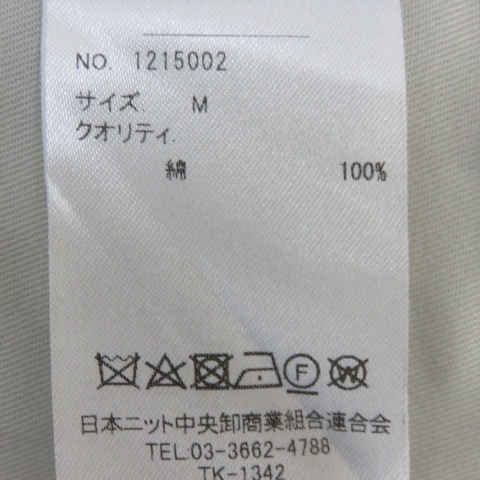 NO. 1215002
サイズ. M
クオリティ.
綿 100%
F W
日本ニット中央卸商業組合連合会
TEL:03-3662-4788
TK-1342